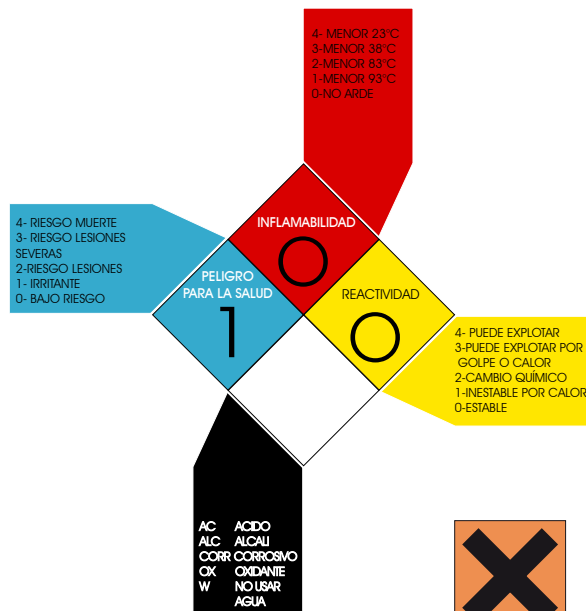 4- MENOR 23°C
3-MENOR 38°C
2-MENOR 83°C
1-MENOR 93°C
0-NO ARDE
INFLAMABILIDAD
0
4- RIESGO MUERTE
3- RIESGO LESIONES
SEVERAS
2-RIESGO LESIONES
1- IRRITANTE
0- BAJO RIESGO
PELIGRO
PARA LA SALUD
1
REACTIVIDAD
0
4- PUEDE EXPLOTAR
3-PUEDE EXPLOTAR POR
GOLPE O CALOR
2-CAMBIO QUÍMICO
1-INESTABLE POR CALOR
0-ESTABLE
AC ACIDO
ALC ALCALI
CORR CORROSIVO
OX OXIDANTE
W NO USAR
AGUA